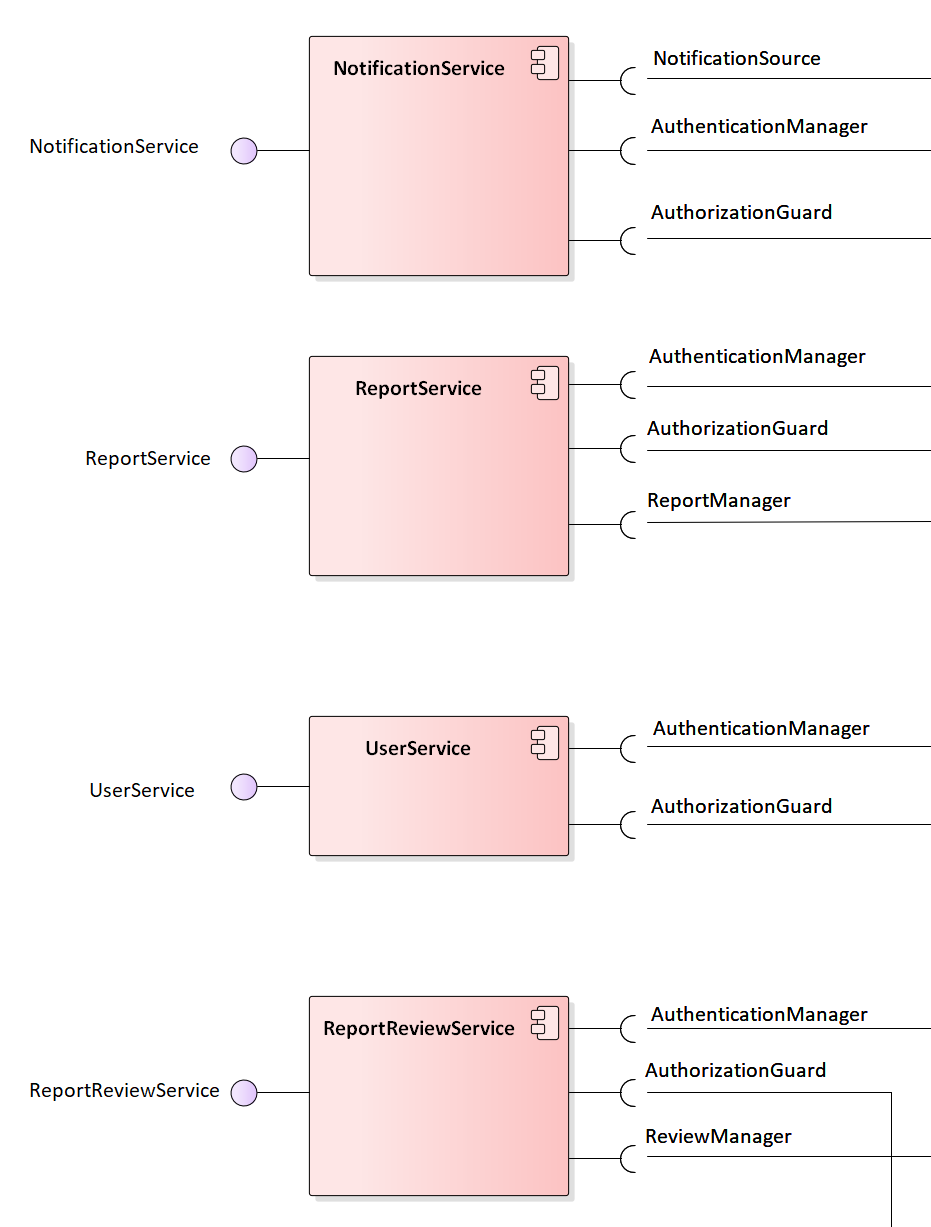 NotificationService
NotificationSource
AuthenticationManager
NotificationService
AuthorizationGuard
AuthenticationManager
ReportService
AuthorizationGuard
ReportService
ReportManager
UserService
AuthenticationManager
UserService
AuthorizationGuard
ReportReviewService
AuthenticationManager
AuthorizationGuard
ReportReviewService
ReviewManager